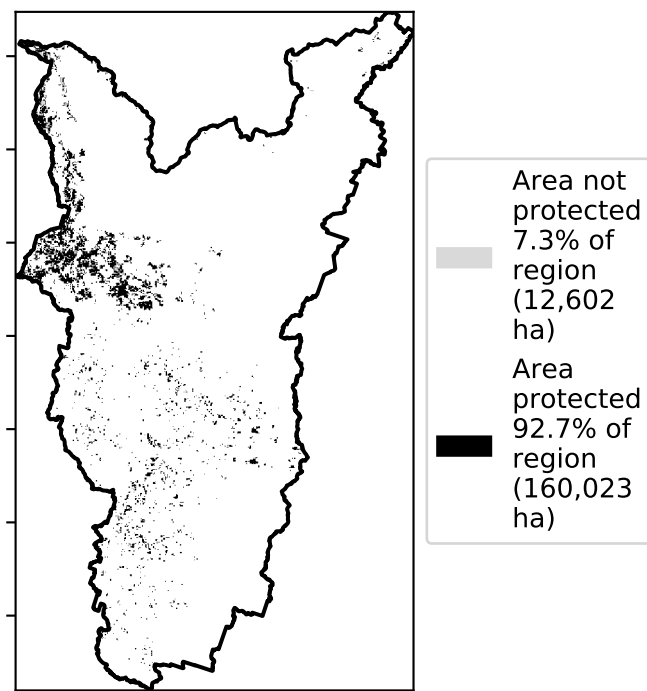 Area not
protected
7.3% of
region
(12,602
ha)
Area
protected
92.7% of
region
(160,023
ha)